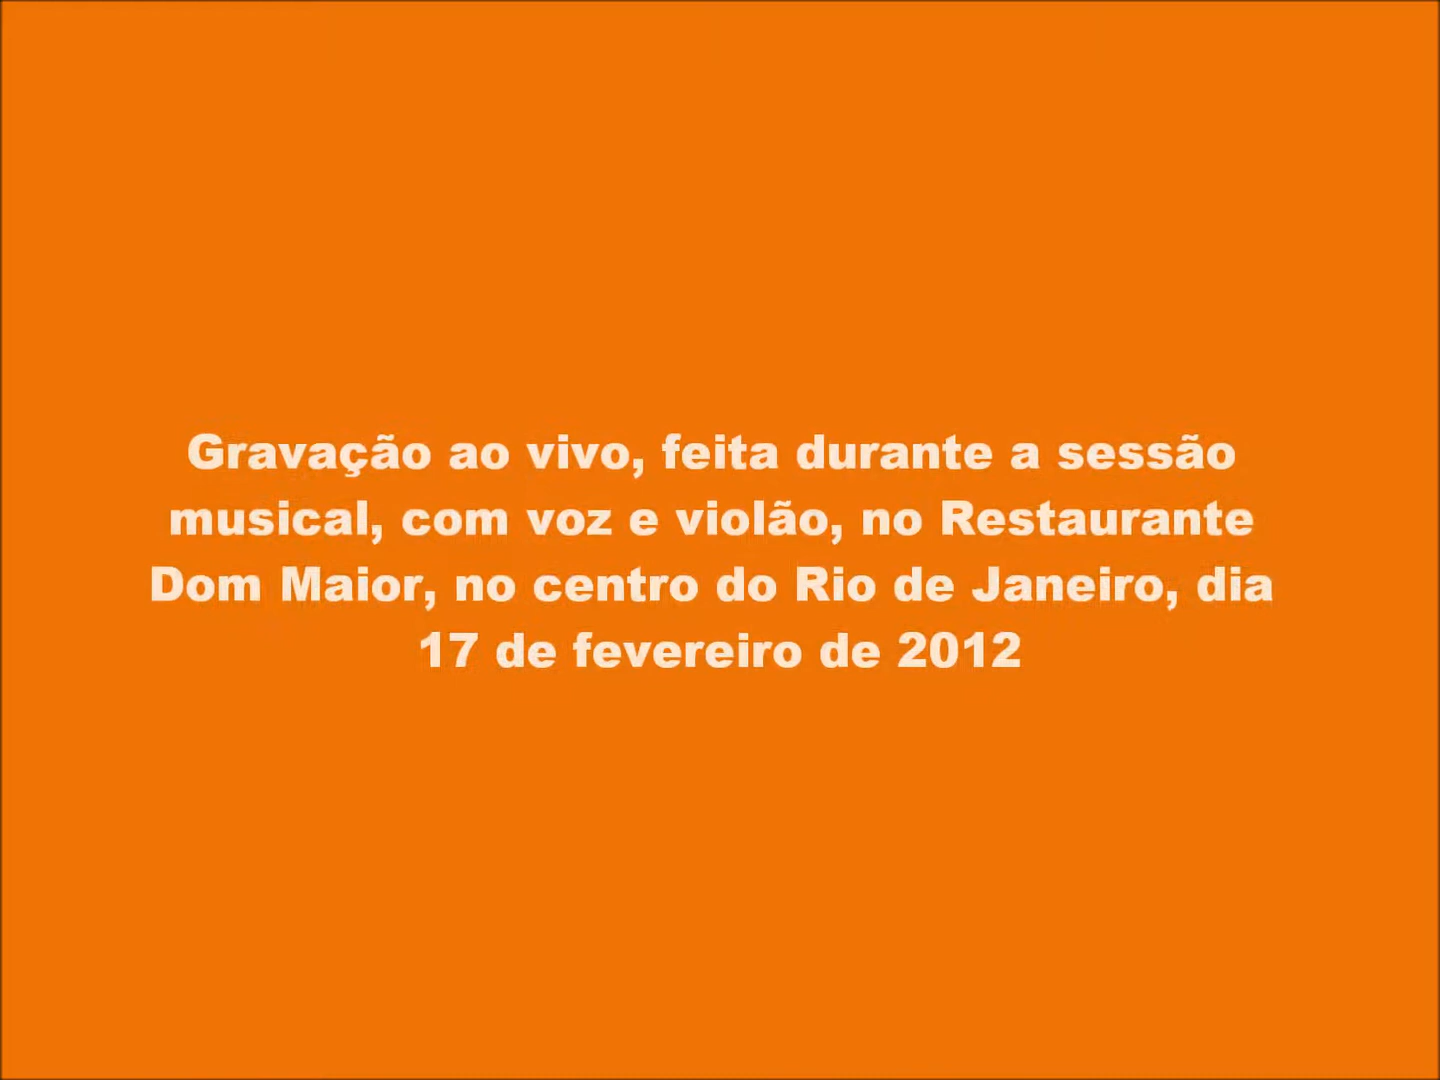 Gravação ao vivo, feita durante a sessão
musical, com voz e violão, no Restaurante
Dom Maior, no centro do Rio de Janeiro, dia
17 de fevereiro de 2012